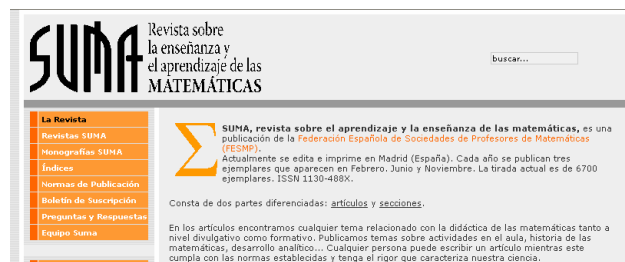 SUMA
Revista sobre
la enseñanza y
el aprendizaje de las
MATEMÁTICAS
buscar...
La Revista
Revistas SUMA
Monografías SUMA
Índices
Normas de Publicación
Boletín de Suscripción
Preguntas y Respuestas
Equipo Suma
Σ
SUMA, revista sobre el aprendizaje y la enseñanza de las matemáticas, es una
publicación de la Federación Española de Sociedades de Profesores de Matemáticas
(FESMP).
Actualmente se edita e imprime en Madrid (España). Cada año se publican tres
ejemplares que aparecen en Febrero. Junio y Noviembre. La tirada actual es de 6700
ejemplares. ISSN 1130-488X.
Consta de dos partes diferenciadas: artículos y secciones.
En los artículos encontramos cualquier tema relacionado con la didáctica de las matemáticas tanto a
nivel divulgativo como formativo. Publicamos temas sobre actividades en el aula, historia de las
matemáticas, desarrollo analítico... Cualquier persona puede escribir un artículo mientras este
cumpla con las normas establecidas y tenga el rigor que caracteriza nuestra ciencia.